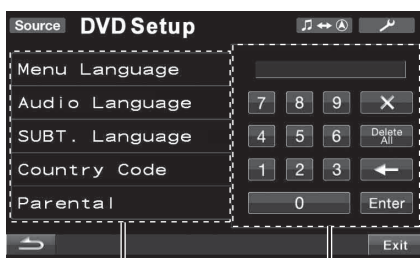 Source DVD Setup
Menu Language
Audio Language
SUBT. Language
Country Code
Parental
7 8 9
4 5 6 Delete All
1 2 3
0 Enter
Exit